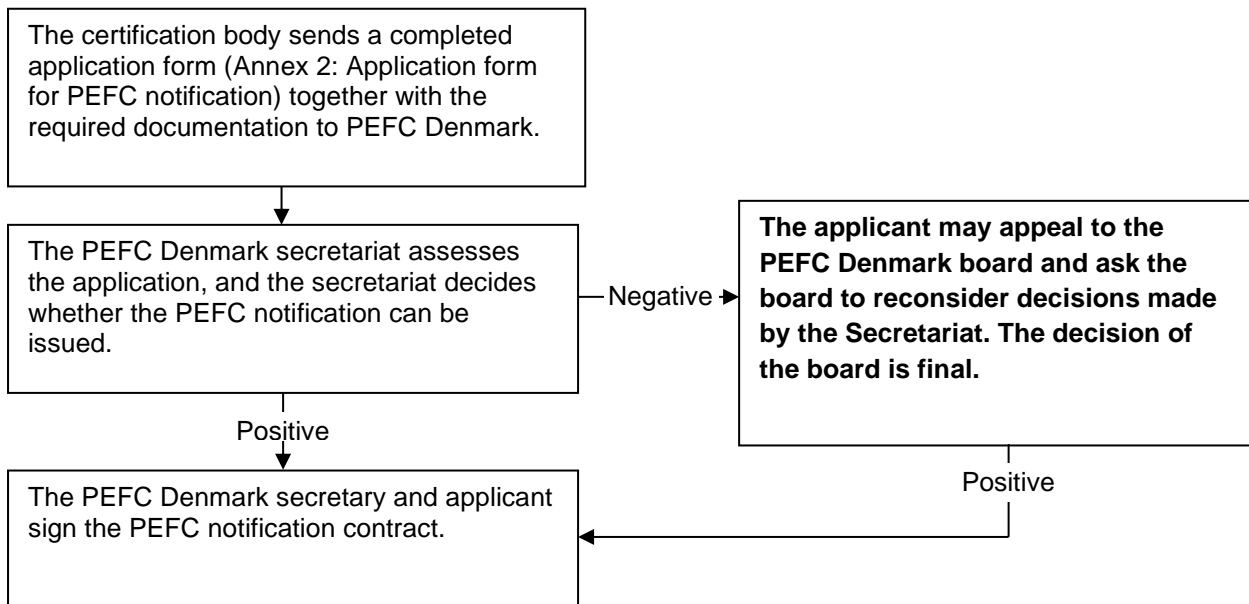 The certification body sends a completed
application form (Annex 2: Application form
for PEFC notification) together with the
required documentation to PEFC Denmark.
The PEFC Denmark secretariat assesses
the application, and the secretariat decides
whether the PEFC notification can be
issued.
Negative
The applicant may appeal to the
PEFC Denmark board and ask the
board to reconsider decisions made
by the Secretariat. The decision of
the board is final.
Positive
Positive
The PEFC Denmark secretary and applicant
sign the PEFC notification contract.